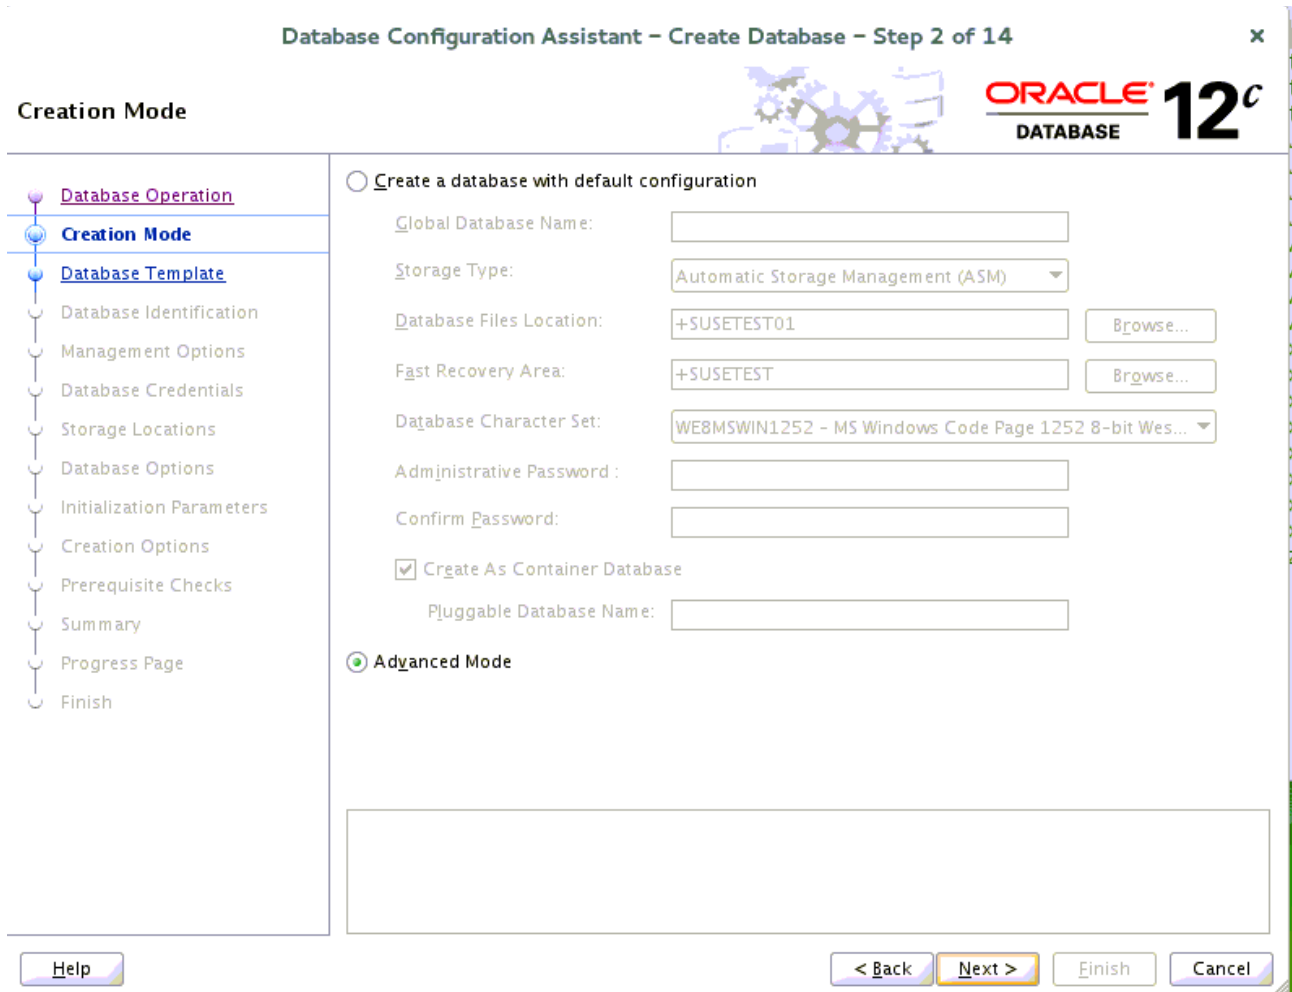 Database Configuration Assistant – Create Database – Step 2 of 14
Creation Mode
ORACLE
DATABASE
12c
Database Operation
Creation Mode
Database Template
Database Identification
Management Options
Database Credentials
Storage Locations
Database Options
Initialization Parameters
Creation Options
Prerequisite Checks
Summary
Progress Page
Finish
Create a database with default configuration
Global Database Name:
Storage Type: Automatic Storage Management (ASM)
Database Files Location: +SUSETEST01 Browse...
Fast Recovery Area: +SUSETEST Browse...
Database Character Set: WE8MSWIN1252 – MS Windows Code Page 1252 8-bit Wes...
Administrative Password :
Confirm Password:
Create As Container Database
Pluggable Database Name:
Advanced Mode
Help < Back Next > Finish Cancel